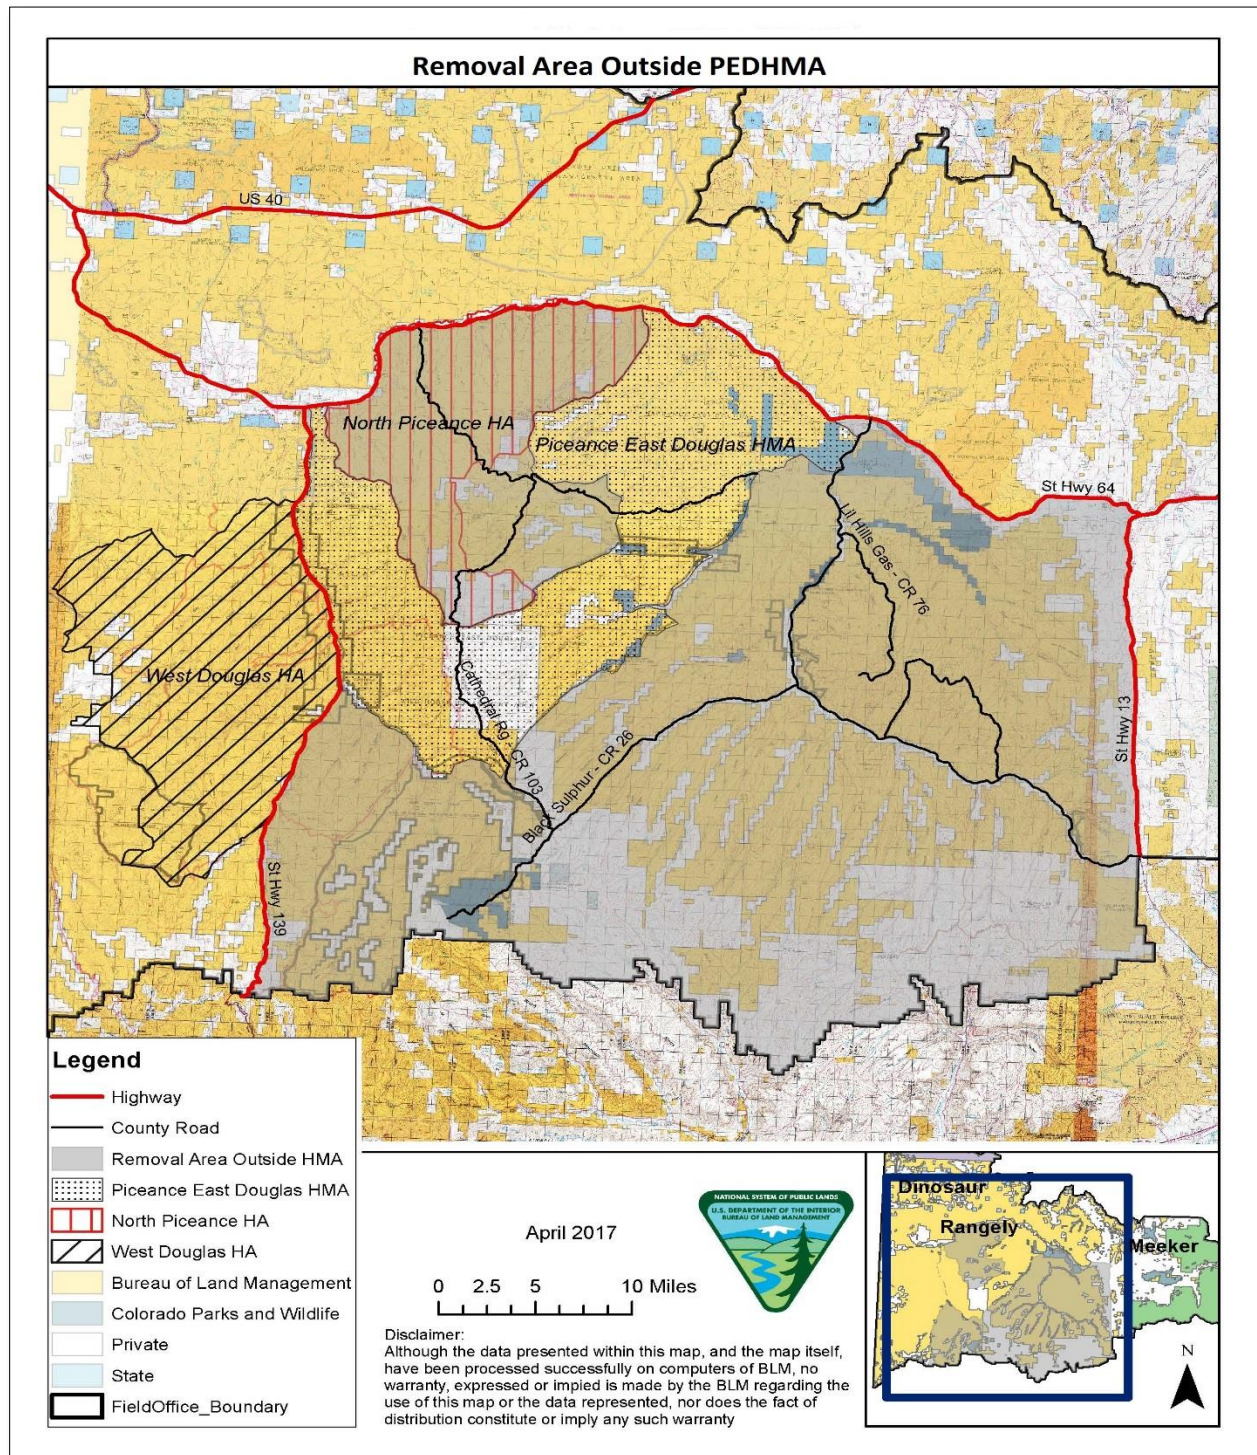 Removal Area Outside PEDHMA
US 40
North Piceance HA
Piceance East Douglas HMA
St Hwy 64
Lil Hills Gas - CR 76
West Douglas HA
Cathedral Rg - CR 103
Black Sulphur - CR 26
St Hwy 13
St Hwy 139
Legend
Highway
County Road
Removal Area Outside HMA
Piceance East Douglas HMA
North Piceance HA
West Douglas HA
Bureau of Land Management
Colorado Parks and Wildlife
Private
State
FieldOffice_Boundary
April 2017
0 2.5 5 10 Miles
NATIONAL SYSTEM OF PUBLIC LANDS
U.S. DEPARTMENT OF THE INTERIOR
BUREAU OF LAND MANAGEMENT
Disclaimer:
Although the data presented within this map, and the map itself,
have been processed successfully on computers of BLM, no
warranty, expressed or impied is made by the BLM regarding the
use of this map or the data represented, nor does the fact of
distribution constitute or imply any such warranty
Dinosaur
Rangely
Meeker
N